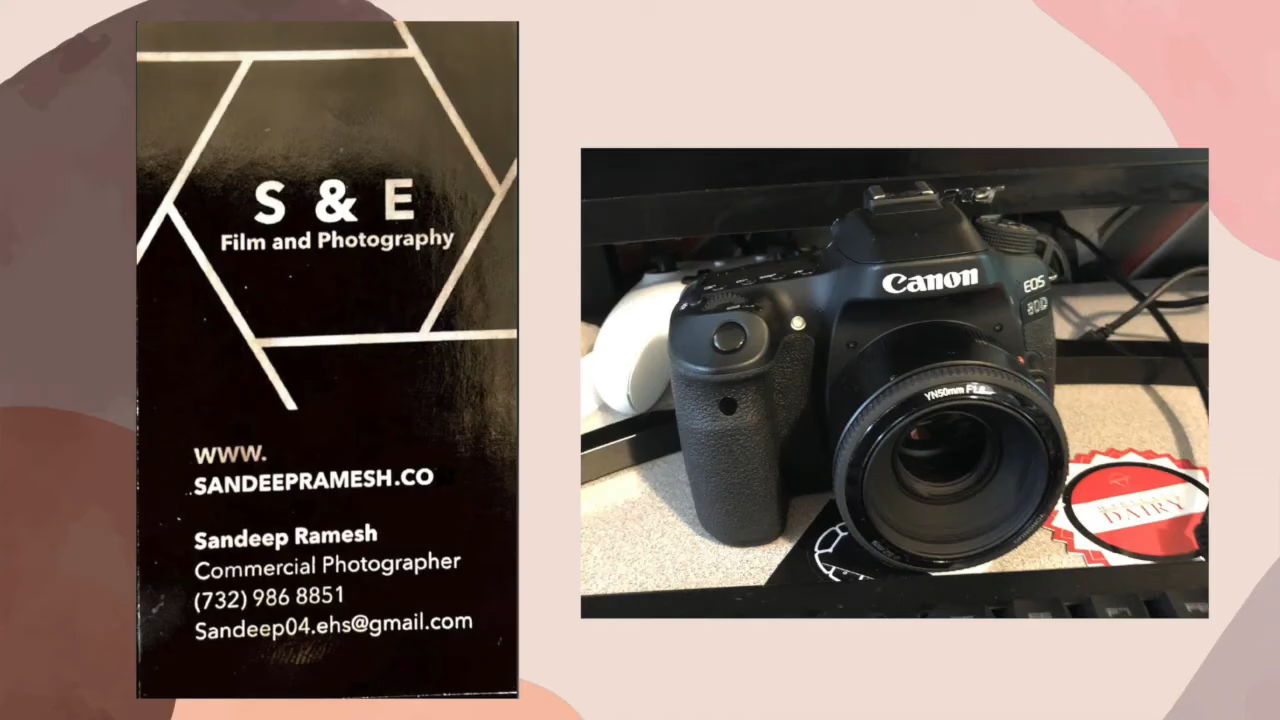 S & E
Film and Photography
WWW.
SANDEEPRAMESH.CO
Sandeep Ramesh
Commercial Photographer
(732) 986 8851
Sandeep04.ehs@gmail.com
Canon
EOS
80D
YN50mm
DAIRY